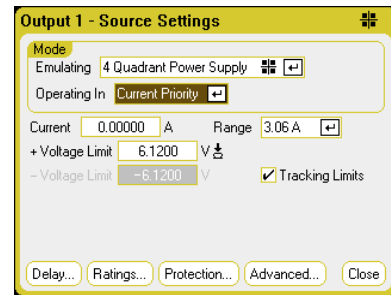 Output 1 - Source Settings
Mode
Emulating 4 Quadrant Power Supply
Operating In Current Priority
Current 0.00000 A Range 3.06 A
+ Voltage Limit 6.1200 V
- Voltage Limit -6.1200 V Tracking Limits
Delay... Ratings... Protection... Advanced... Close